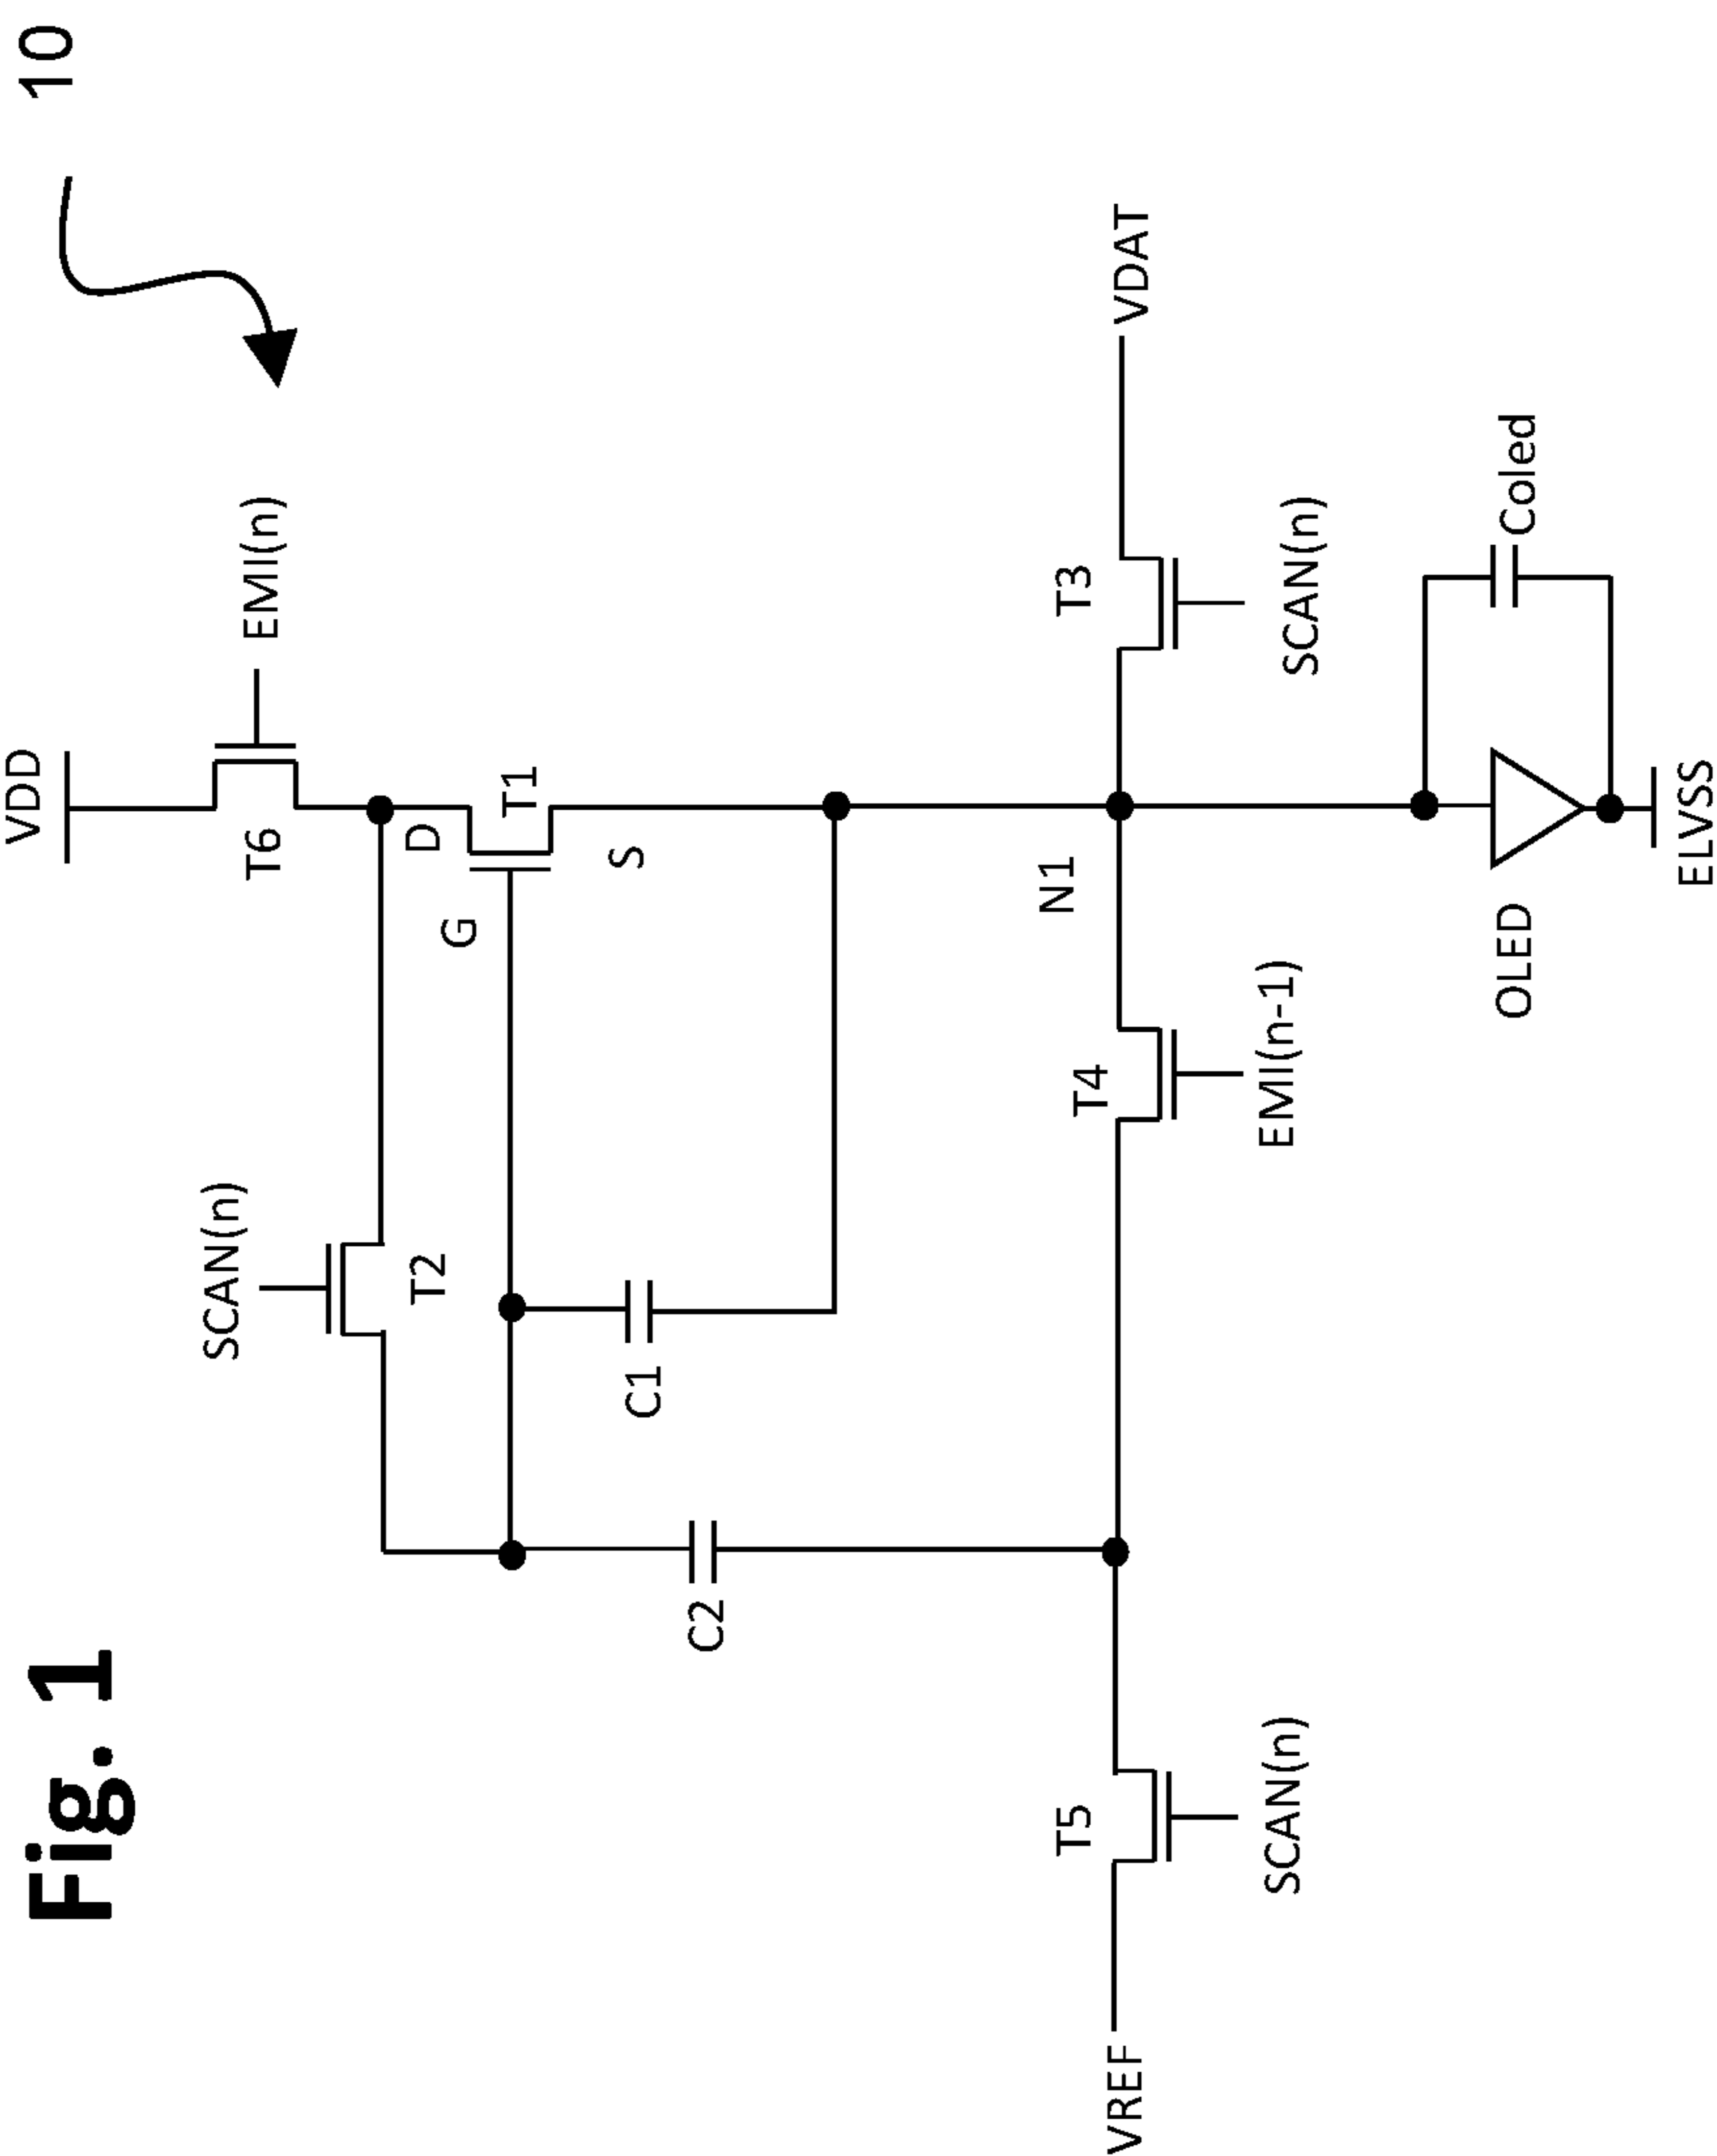 Fig. 1
10
VDD
EMI(n)
T6
SCAN(n)
T2
D
G
T1
S
C1
C2
N1
T3
VDAT
SCAN(n)
T4
EMI(n-1)
T5
VREF
SCAN(n)
OLED
Coled
ELVSS